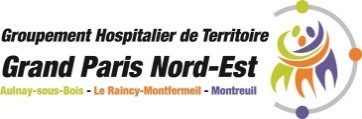 Groupement Hospitalier de Territoire
Grand Paris Nord-Est
Aulnay-sous-Bois - Le Raincy-Montfermeil - Montreuil